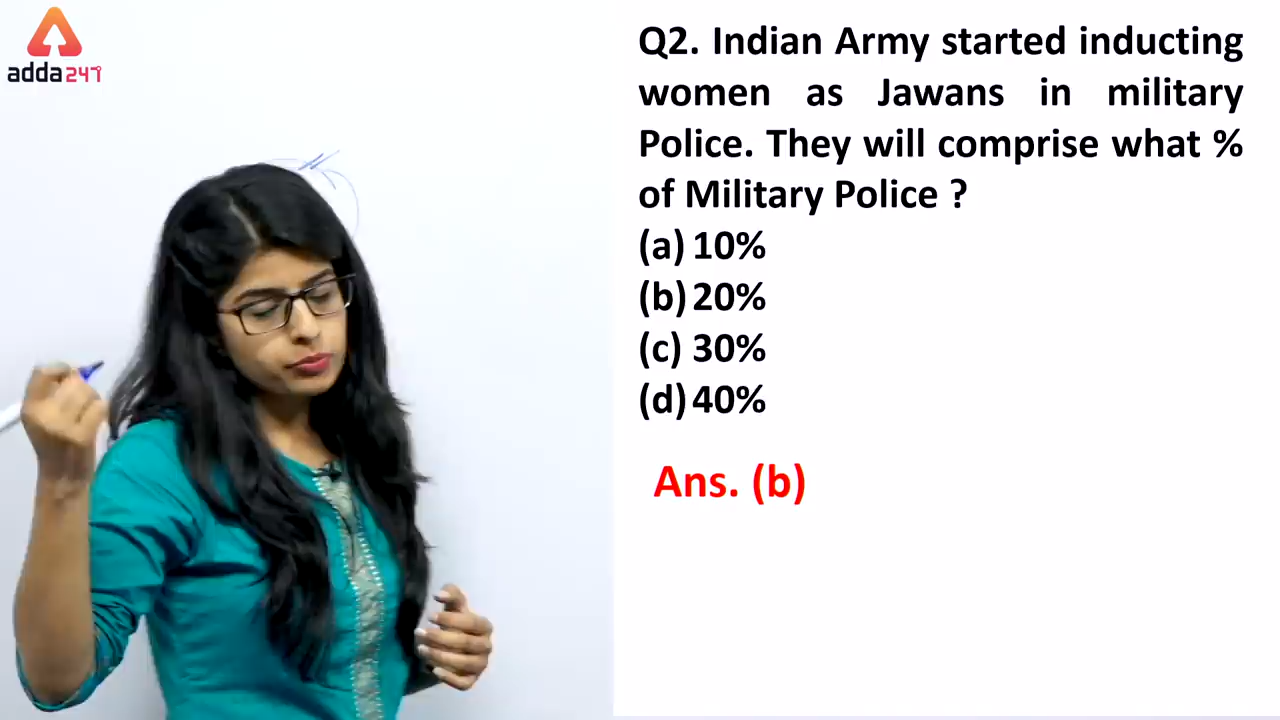 adda247
Q2. Indian Army started inducting
women as Jawans in military
Police. They will comprise what %
of Military Police ?
(a) 10%
(b) 20%
(c) 30%
(d) 40%
Ans. (b)